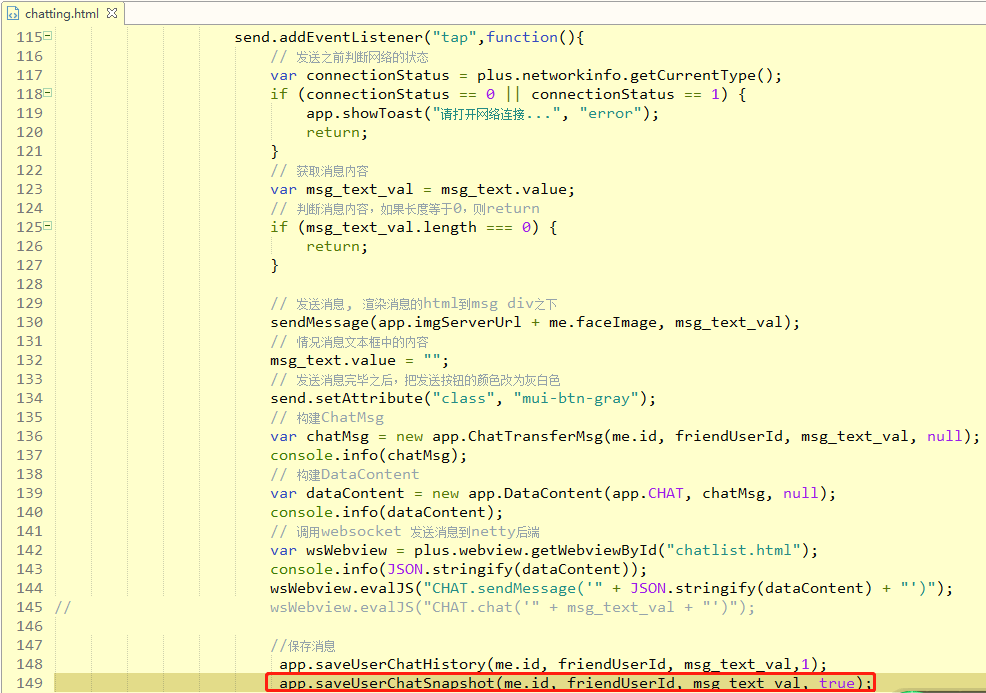 chatting.html
115 send.addEventListener("tap",function(){
116 // 发送之前判断网络的状态
117 var connectionStatus = plus.networkinfo.getCurrentType();
118 if (connectionStatus == 0 || connectionStatus == 1) {
119 app.showToast("请打开网络连接...", "error");
120 return;
121 }
122 // 获取消息内容
123 var msg_text_val = msg_text.value;
124 // 判断消息内容，如果长度等于0，则return
125 if (msg_text_val.length === 0) {
126 return;
127 }
128
129 // 发送消息, 渲染消息的html到msg div之下
130 sendMessage(app.imgServerUrl + me.faceImage, msg_text_val);
131 // 情况消息文本框中的内容
132 msg_text.value = "";
133 // 发送消息完毕之后，把发送按钮的颜色改为灰白色
134 send.setAttribute("class", "mui-btn-gray");
135 // 构建ChatMsg
136 var chatMsg = new app.ChatTransferMsg(me.id, friendUserId, msg_text_val, null);
137 console.info(chatMsg);
138 // 构建DataContent
139 var dataContent = new app.DataContent(app.CHAT, chatMsg, null);
140 console.info(dataContent);
141 // 调用websocket 发送消息到netty后端
142 var wsWebview = plus.webview.getWebviewById("chatlist.html");
143 console.info(JSON.stringify(dataContent));
144 wsWebview.evalJS("CHAT.sendMessage('" + JSON.stringify(dataContent) + "')");
145 // wsWebview.evalJS("CHAT.chat('" + msg_text_val + "')");
146
147 //保存消息
148 app.saveUserChatHistory(me.id, friendUserId, msg_text_val,1);
149 app.saveUserChatSnapshot(me.id, friendUserId, msg_text_val, true);